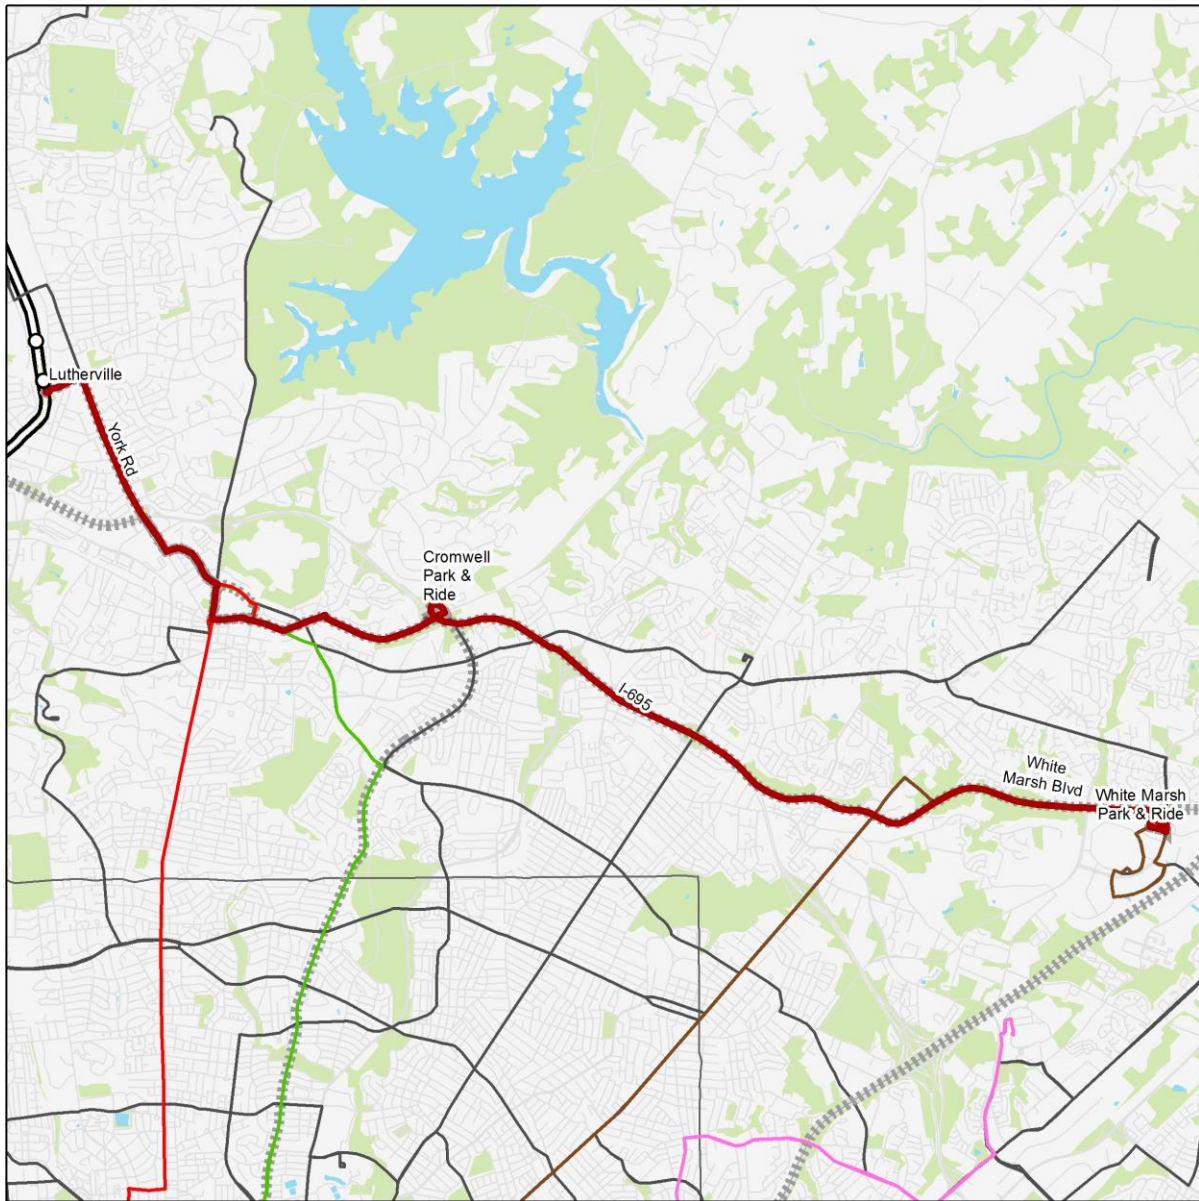 Lutherville
York Rd
Cromwell
Park &
Ride
I-695
White
Marsh Blvd
White Marsh
Park & Ride